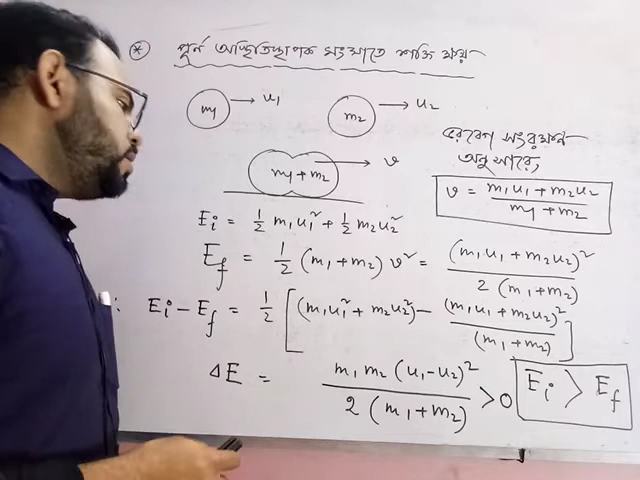 * পূর্ন অস্থিতিস্থাপক সংঘাতে শক্তি ক্ষয়
m₁ → u₁ m₂ → u₂
m₁+m₂ → v
ভরবেগ সংরক্ষন
অনুসারে,
v = (m₁u₁ + m₂u₂)/(m₁ + m₂)
Eᵢ = ½ m₁u₁² + ½ m₂u₂²
E_f = ½ (m₁+m₂) v² = (m₁u₁ + m₂u₂)²/2(m₁+m₂)
∴ Eᵢ − E_f = ½ [(m₁u₁² + m₂u₂²) − (m₁u₁ + m₂u₂)²/(m₁+m₂)]
ΔE = m₁m₂(u₁−u₂)²/2(m₁+m₂) > 0
Eᵢ > E_f